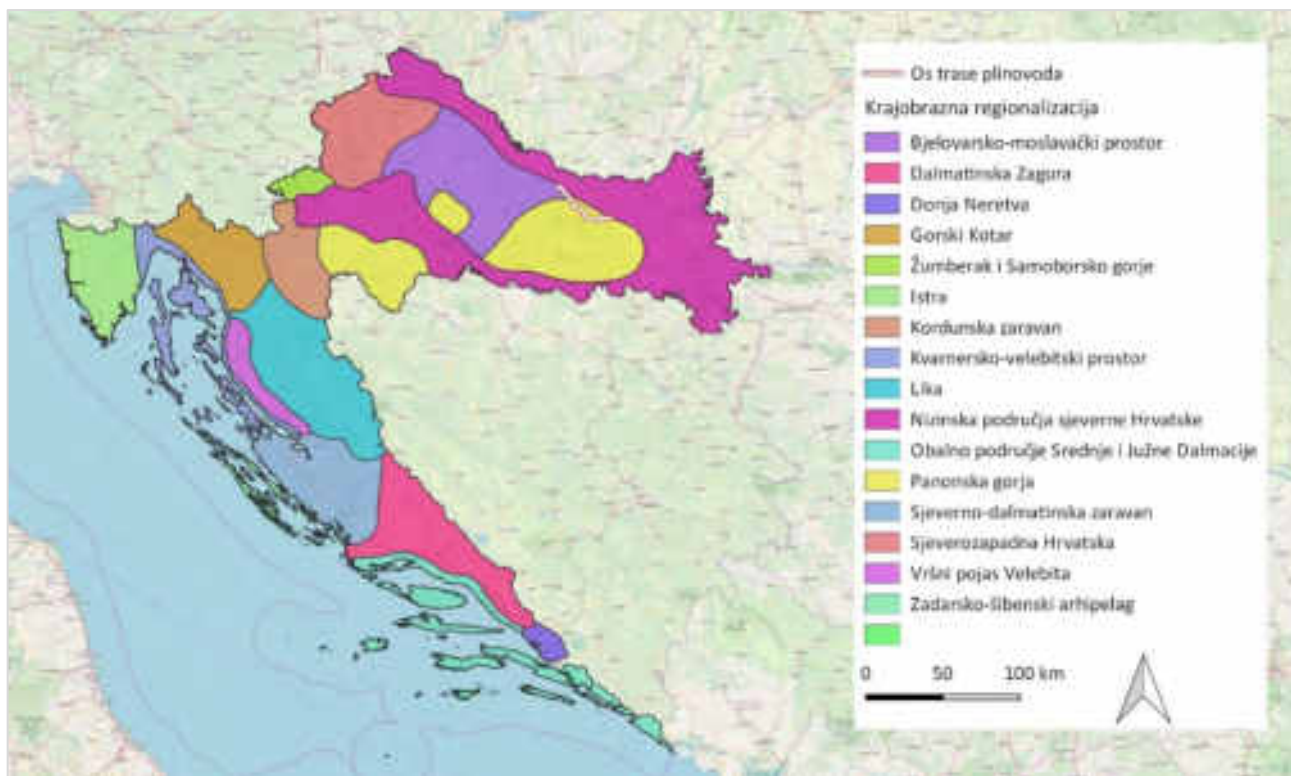 Os trase plinovoda
Krajobrazna regionalizacija
Bjelovarsko-moslavački prostor
Dalmatinska Zagora
Donja Neretva
Gorski Kotar
Žumberak i Samoborsko gorje
Istra
Kordunska zaravan
Kvarnersko-velebitski prostor
Lika
Nizinska područja sjeverne Hrvatske
Obalno područje Srednje i Južne Dalmacije
Panonska gorja
Sjeverno-dalmatinska zaravan
Sjeverozapadna Hrvatska
Vršni pojas Velebita
Zadarsko-šibenski arhipelag
0 50 100 km